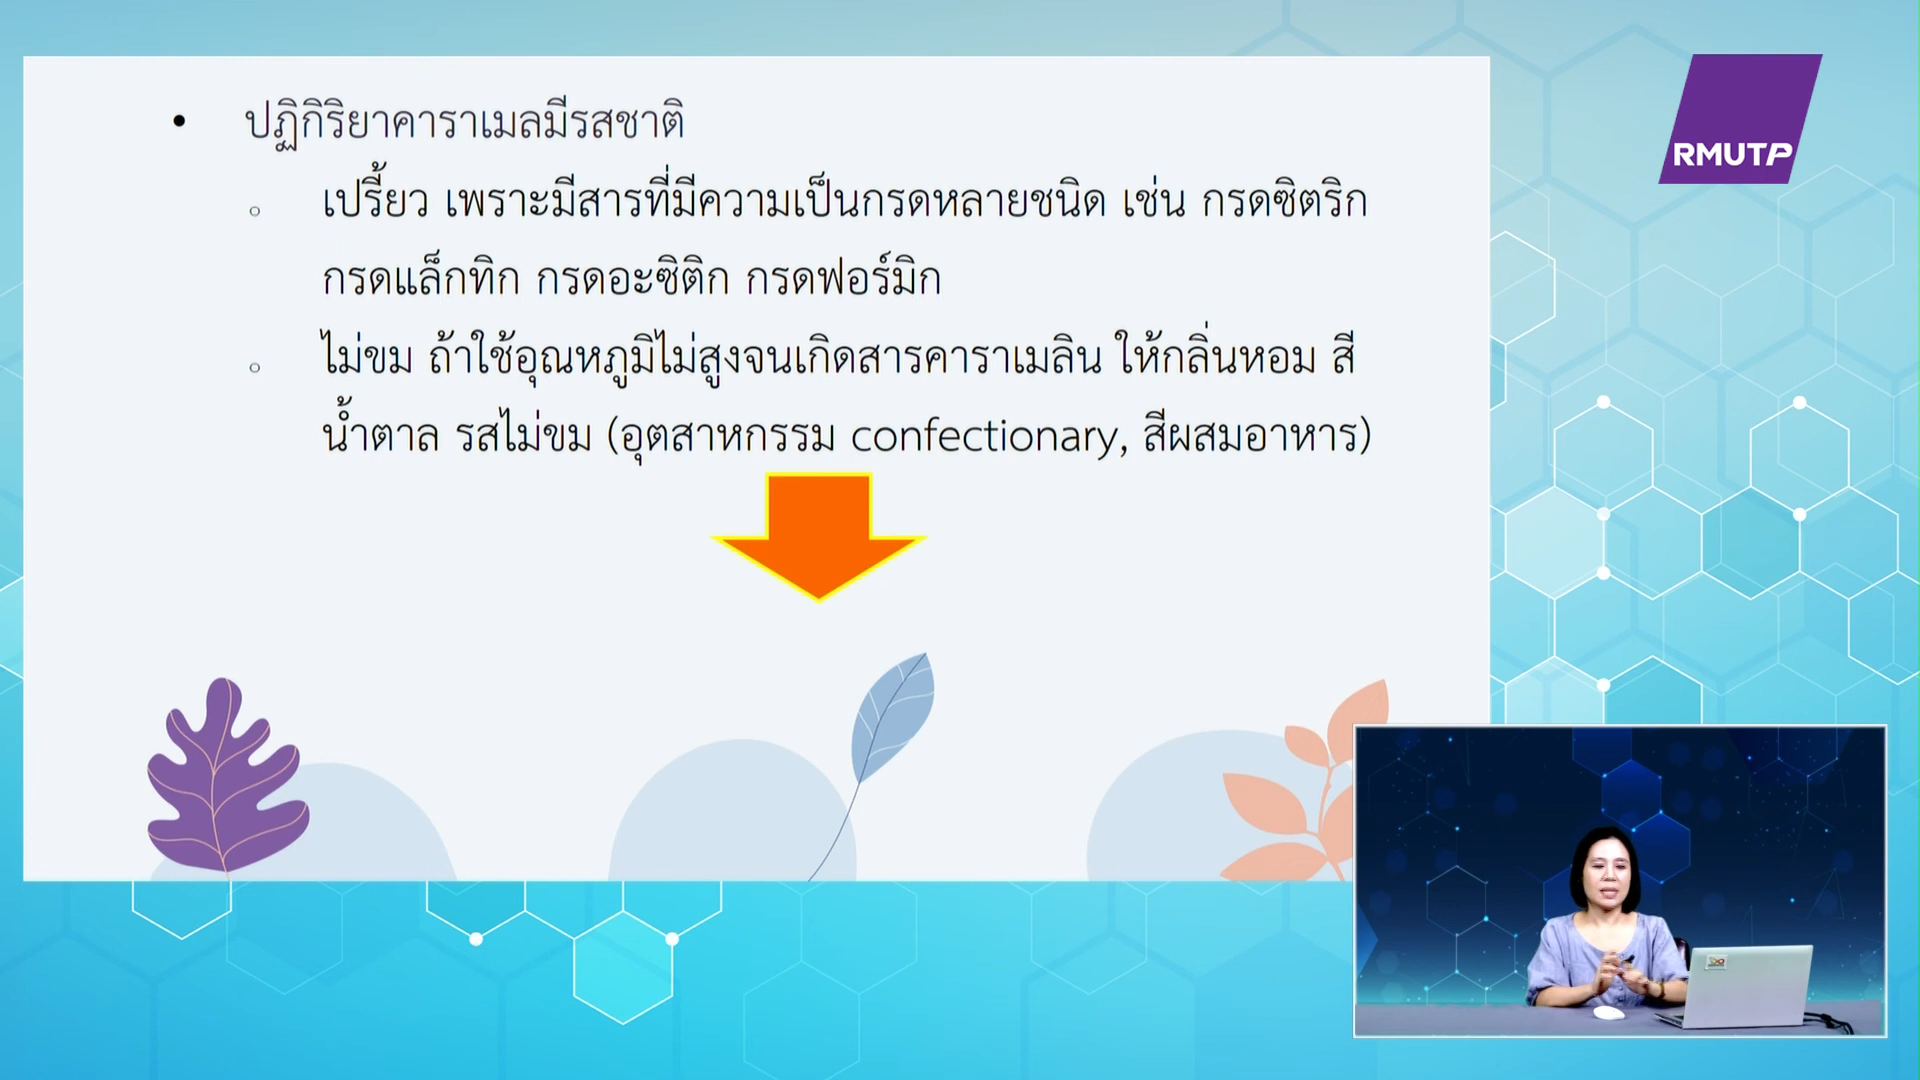 • ปฏิกิริยาคาราเมลมีรสชาติ
○ เปรี้ยว เพราะมีสารที่มีความเป็นกรดหลายชนิด เช่น กรดซิตริก
กรดแล็กทิก กรดอะซิติก กรดฟอร์มิก
○ ไม่ขม ถ้าใช้อุณหภูมิไม่สูงจนเกิดสารคาราเมลิน ให้กลิ่นหอม สี
น้ำตาล รสไม่ขม (อุตสาหกรรม confectionary, สีผสมอาหาร)
RMUTP